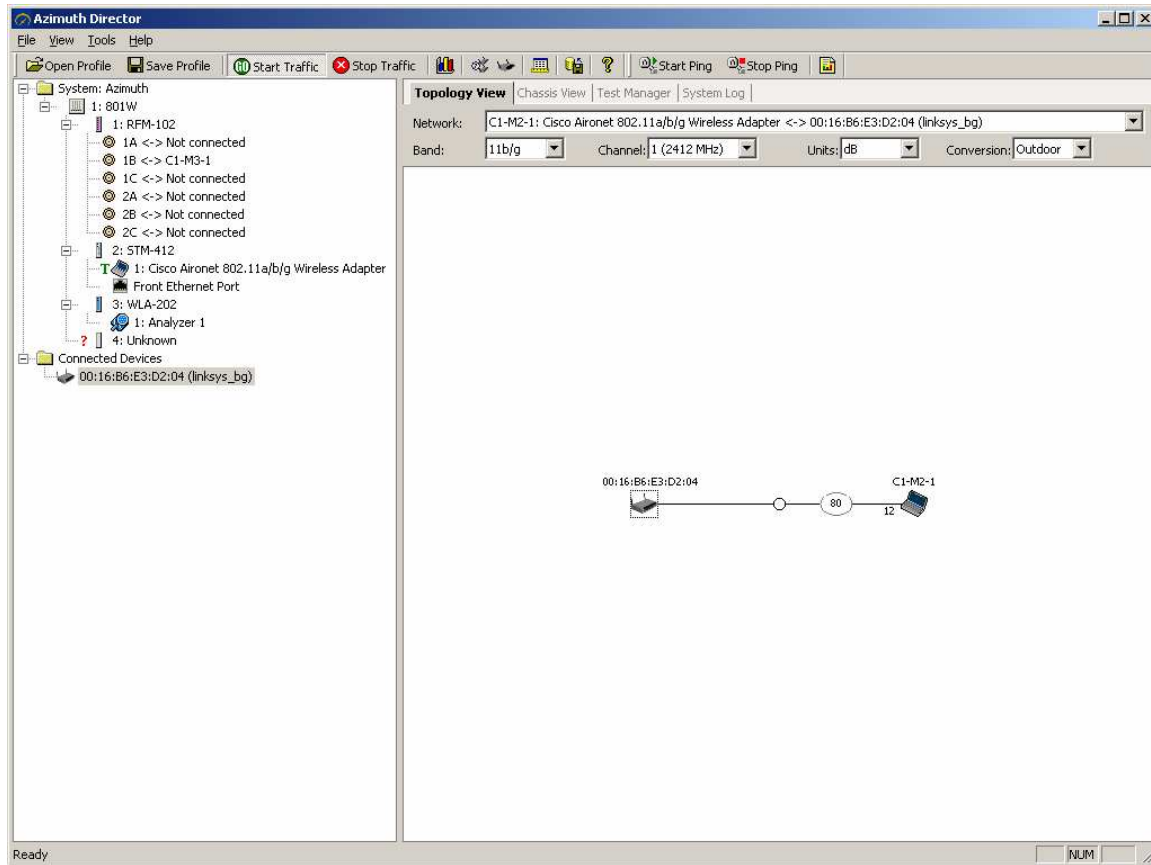 Azimuth Director
File View Tools Help
Open Profile Save Profile GO Start Traffic Stop Traffic Start Ping Stop Ping
System: Azimuth
1: 801W
1: RFM-102
1A <-> Not connected
1B <-> C1-M3-1
1C <-> Not connected
2A <-> Not connected
2B <-> Not connected
2C <-> Not connected
2: STM-412
T 1: Cisco Aironet 802.11a/b/g Wireless Adapter
Front Ethernet Port
3: WLA-202
1: Analyzer 1
? 4: Unknown
Connected Devices
00:16:B6:E3:D2:04 (linksys_bg)
Topology View Chassis View Test Manager System Log
Network: C1-M2-1: Cisco Aironet 802.11a/b/g Wireless Adapter <-> 00:16:B6:E3:D2:04 (linksys_bg)
Band: 11b/g Channel: 1 (2412 MHz) Units: dB Conversion: Outdoor
00:16:B6:E3:D2:04 C1-M2-1
80
12
Ready NUM